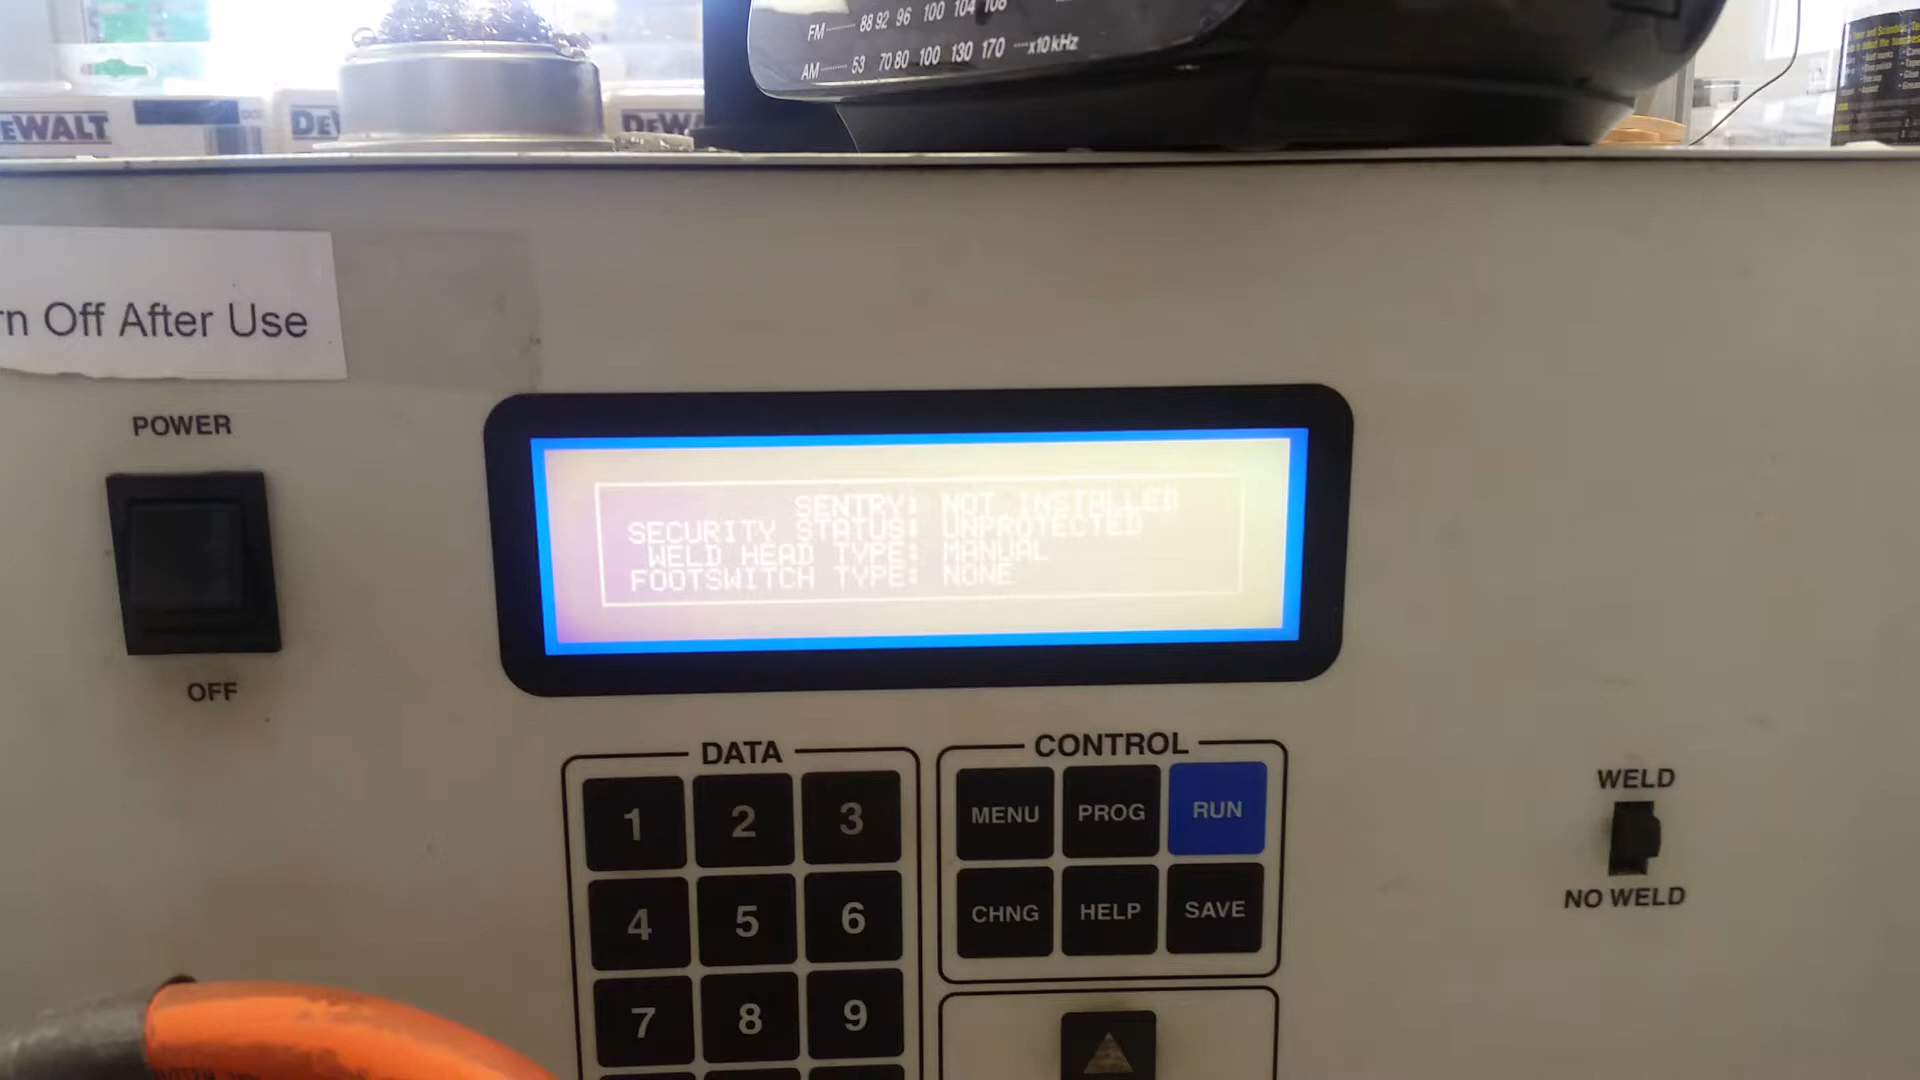 FM 88 92 96 100 104 108
AM 53 70 80 100 130 170 x10 kHz
EWALT
DEW
DEWA
rn Off After Use
POWER
OFF
SENTRY: NOT INSTALLED
SECURITY STATUS: UNPROTECTED
WELD HEAD TYPE: MANUAL
FOOTSWITCH TYPE: NONE
DATA
1 2 3
4 5 6
7 8 9
CONTROL
MENU PROG RUN
CHNG HELP SAVE
WELD
NO WELD